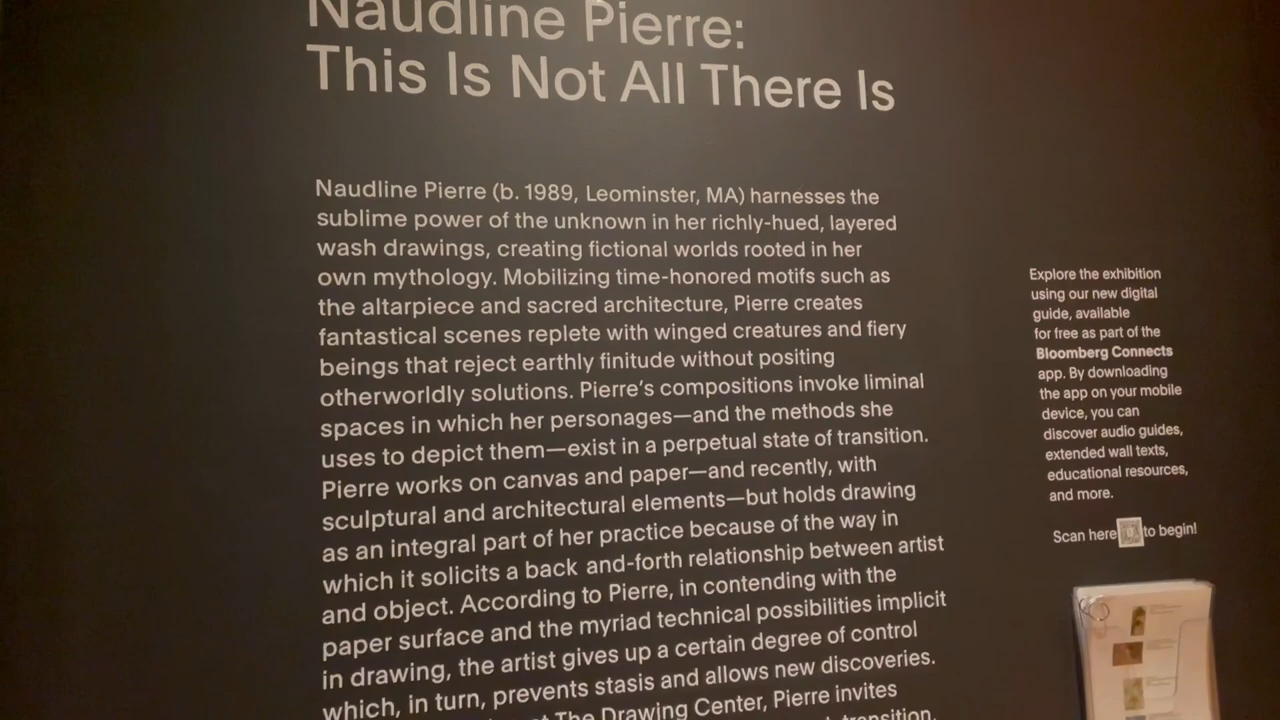 Naudline Pierre:
This Is Not All There Is
Naudline Pierre (b. 1989, Leominster, MA) harnesses the
sublime power of the unknown in her richly-hued, layered
wash drawings, creating fictional worlds rooted in her
own mythology. Mobilizing time-honored motifs such as
the altarpiece and sacred architecture, Pierre creates
fantastical scenes replete with winged creatures and fiery
beings that reject earthly finitude without positing
otherworldly solutions. Pierre's compositions invoke liminal
spaces in which her personages—and the methods she
uses to depict them—exist in a perpetual state of transition.
Pierre works on canvas and paper—and recently, with
sculptural and architectural elements—but holds drawing
as an integral part of her practice because of the way in
which it solicits a back and-forth relationship between artist
and object. According to Pierre, in contending with the
paper surface and the myriad technical possibilities implicit
in drawing, the artist gives up a certain degree of control
which, in turn, prevents stasis and allows new discoveries.
at The Drawing Center, Pierre invites
transition.
Explore the exhibition
using our new digital
guide, available
for free as part of the
Bloomberg Connects
app. By downloading
the app on your mobile
device, you can
discover audio guides,
extended wall texts,
educational resources,
and more.
Scan here to begin!